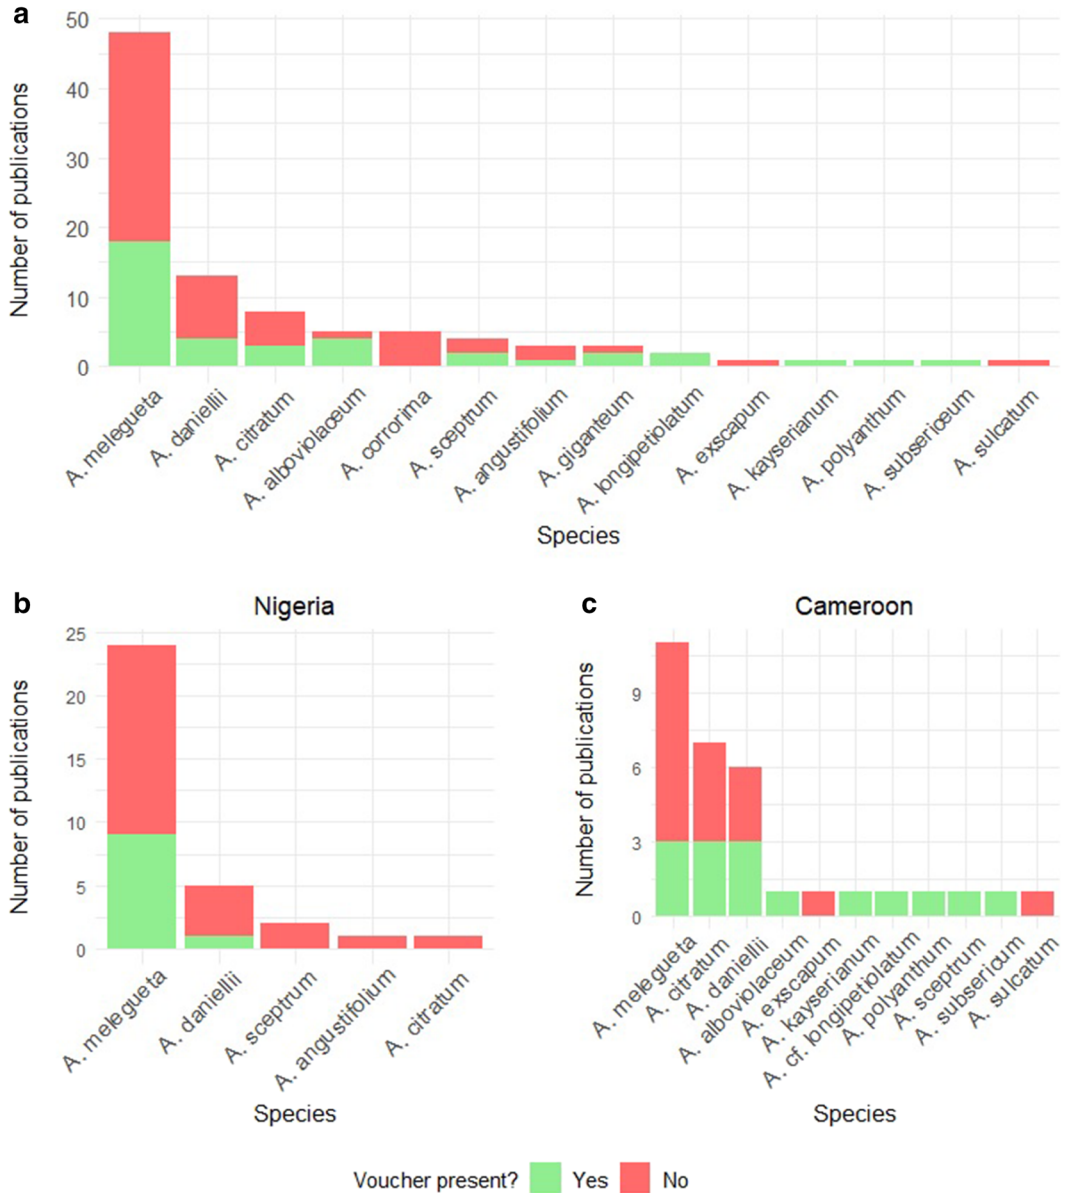 a
Number of publications
50
40
30
20
10
0
A. melegueta
A. daniellii
A. citratum
A. alboviolaceum
A. corrorima
A. sceptrum
A. angustifolium
A. giganteum
A. longipetiolatum
A. exscapum
A. kayserianum
A. polyanthum
A. subsericeum
A. sulcatum
Species
b
Nigeria
Number of publications
25
20
15
10
5
0
A. melegueta
A. daniellii
A. sceptrum
A. angustifolium
A. citratum
Species
c
Cameroon
Number of publications
9
6
3
0
A. melegueta
A. citratum
A. daniellii
A. alboviolaceum
A. exscapum
A. kayserianum
A. cf. longipetiolatum
A. polyanthum
A. sceptrum
A. subsericum
A. sulcatum
Species
Voucher present? Yes No